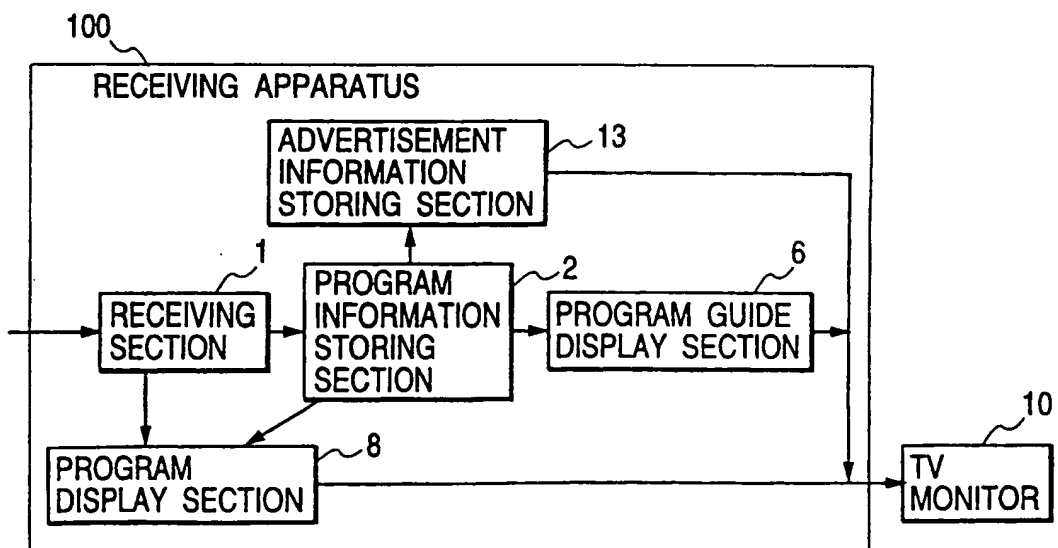 100
RECEIVING APPARATUS
ADVERTISEMENT
INFORMATION
STORING SECTION
13
1
RECEIVING
SECTION
PROGRAM
INFORMATION
STORING
SECTION
2
PROGRAM GUIDE
DISPLAY SECTION
6
PROGRAM
DISPLAY SECTION
8
TV
MONITOR
10